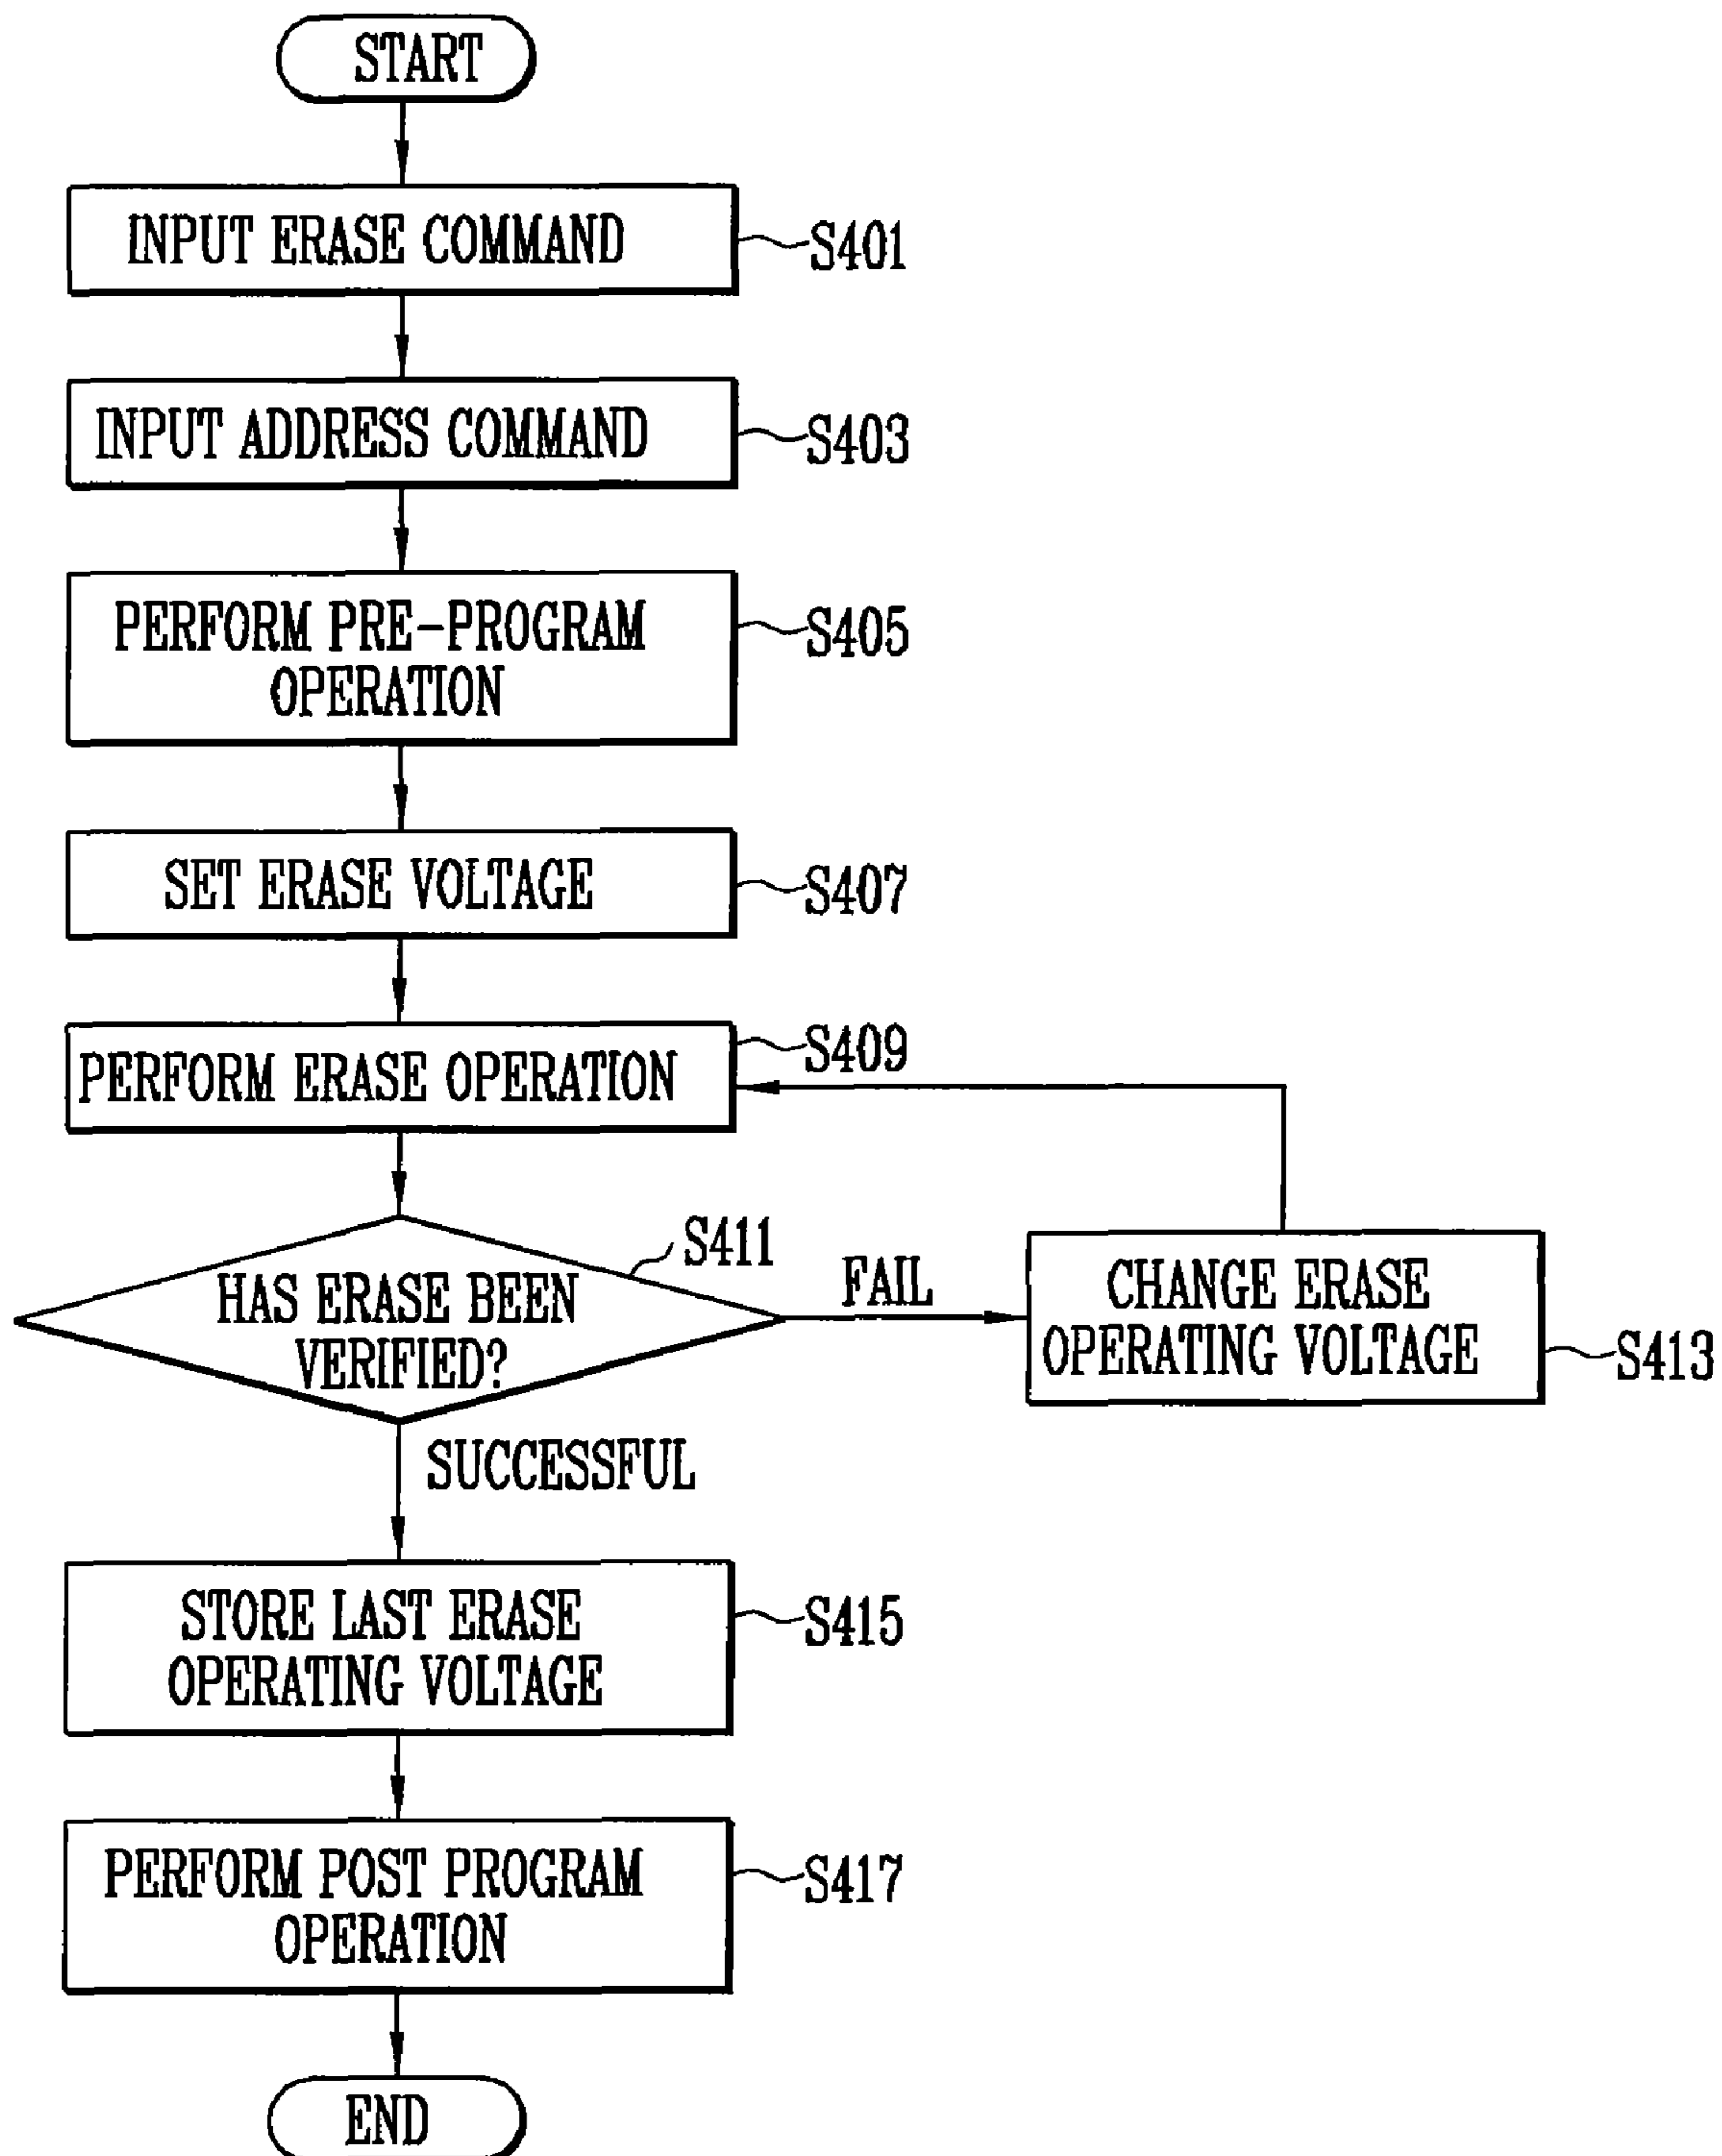 START
INPUT ERASE COMMAND
S401
INPUT ADDRESS COMMAND
S403
PERFORM PRE-PROGRAM
OPERATION
S405
SET ERASE VOLTAGE
S407
PERFORM ERASE OPERATION
S409
HAS ERASE BEEN
VERIFIED?
S411
FAIL
CHANGE ERASE
OPERATING VOLTAGE
S413
SUCCESSFUL
STORE LAST ERASE
OPERATING VOLTAGE
S415
PERFORM POST PROGRAM
OPERATION
S417
END